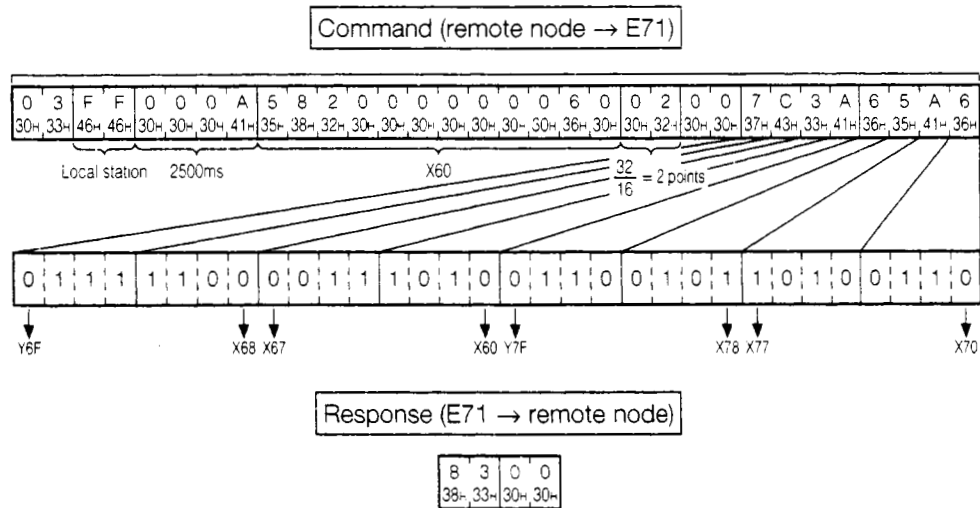 Command (remote node → E71)
0 3 F F 0 0 0 A 5 8 2 0 0 0 0 0 0 0 6 0 0 2 0 0 7 C 3 A 6 5 A 6
30H 33H 46H 46H 30H 30H 30H 41H 35H 38H 32H 30H 30H 30H 30H 30H 30H 30H 36H 30H 30H 32H 30H 30H 37H 43H 33H 41H 36H 35H 41H 36H
Local station 2500ms X60 32/16 = 2 points
0 1 1 1 1 1 0 0 0 0 1 1 1 0 1 0 0 1 1 0 0 1 0 1 1 0 1 0 0 1 1 0
Y6F X68 X67 X60 Y7F X78 X77 X70
Response (E71 → remote node)
8 3 0 0
38H 33H 30H 30H